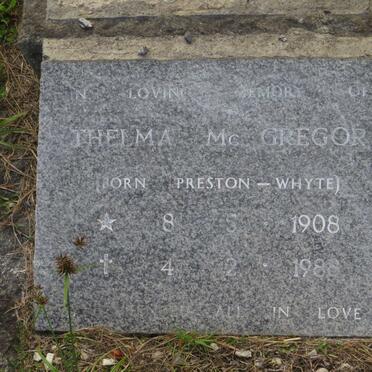 IN LOVING MEMORY OF
THELMA Mc GREGOR
(BORN PRESTON-WHYTE)
☆ 8 5 1908
† 4 2 1988
ALL IN LOVE